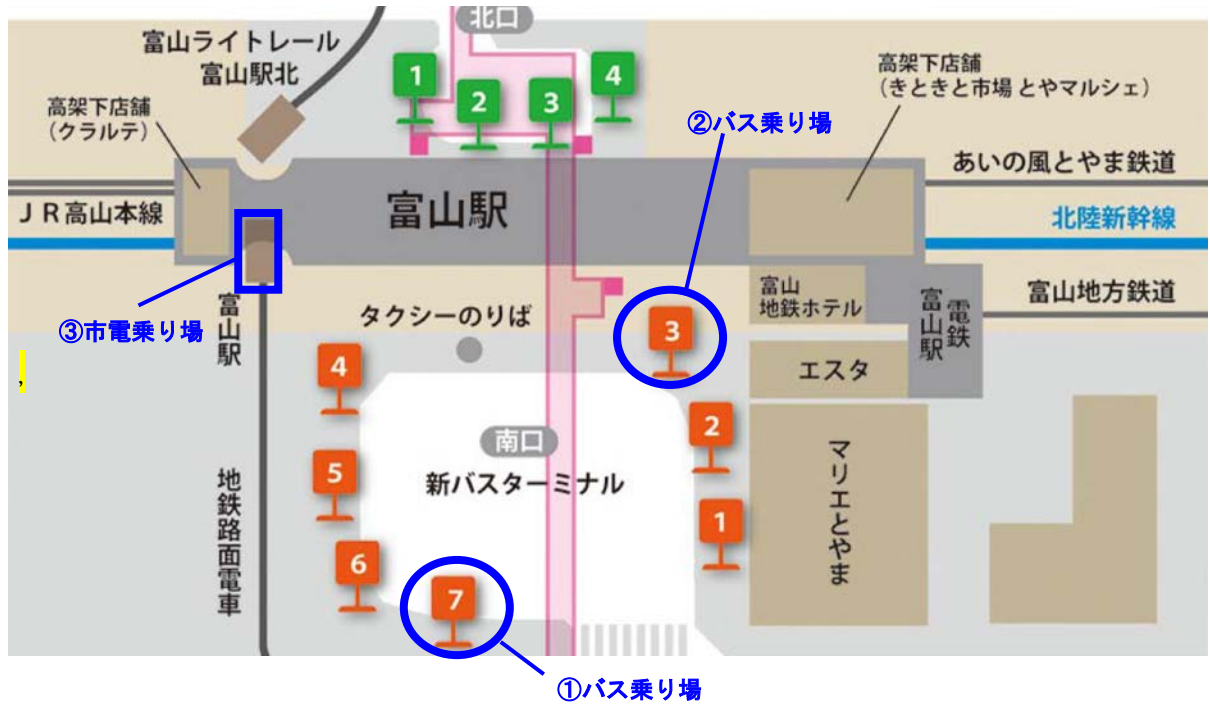 北口
富山ライトレール
富山駅北
1
2
3
4
高架下店舗
（きときと市場 とやマルシェ）
高架下店舗
（クラルテ）
②バス乗り場
あいの風とやま鉄道
ＪＲ高山本線
富山駅
北陸新幹線
富山地方鉄道
富山
地鉄ホテル
電鉄
富山駅
③市電乗り場
富山駅
タクシーのりば
3
エスタ
4
2
南口
新バスターミナル
5
1
マリエとやま
地鉄路面電車
6
7
①バス乗り場
,